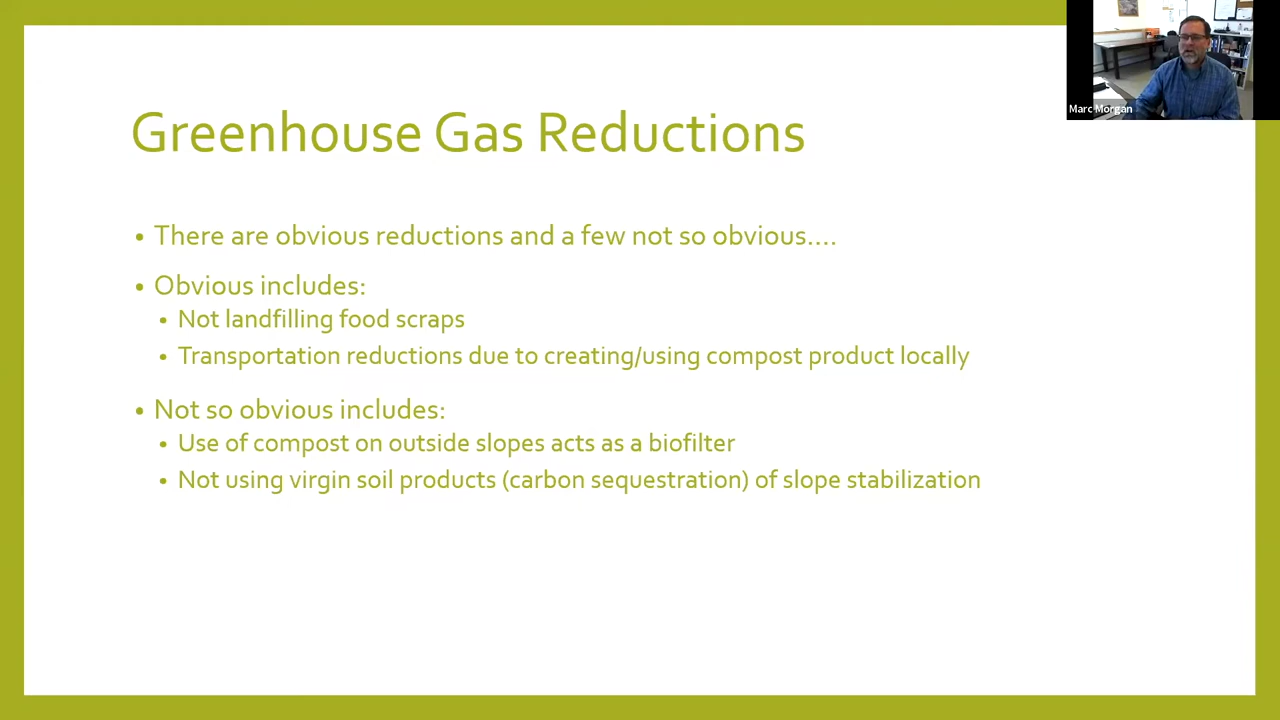 Marc Morgan
Greenhouse Gas Reductions
• There are obvious reductions and a few not so obvious....
• Obvious includes:
• Not landfilling food scraps
• Transportation reductions due to creating/using compost product locally
• Not so obvious includes:
• Use of compost on outside slopes acts as a biofilter
• Not using virgin soil products (carbon sequestration) of slope stabilization